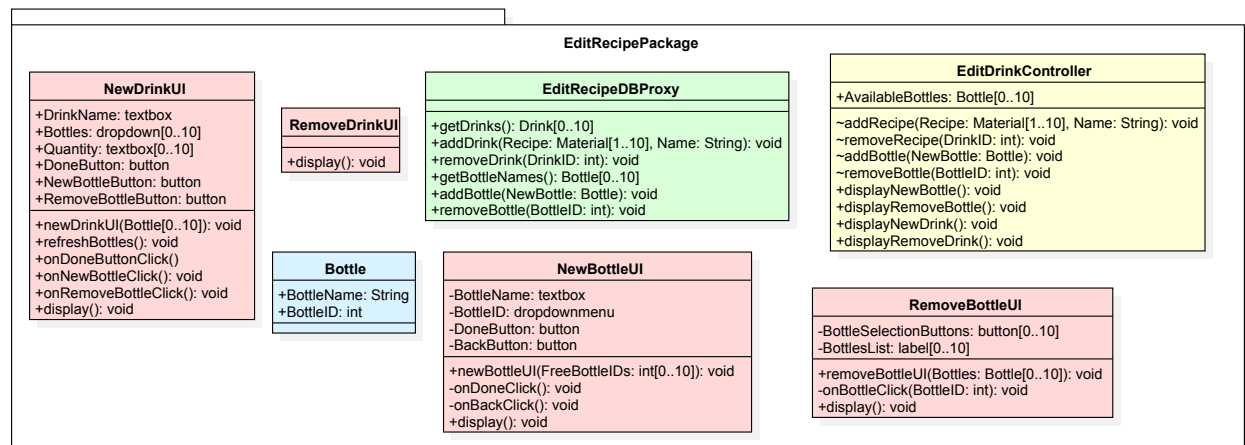 EditRecipePackage
NewDrinkUI
+DrinkName: textbox
+Bottles: dropdown[0..10]
+Quantity: textbox[0..10]
+DoneButton: button
+NewBottleButton: button
+RemoveBottleButton: button
+newDrinkUI(Bottle[0..10]): void
+refreshBottles(): void
+onDoneButtonClick()
+onNewBottleClick(): void
+onRemoveBottleClick(): void
+display(): void
RemoveDrinkUI
+display(): void
EditRecipeDBProxy
+getDrinks(): Drink[0..10]
+addDrink(Recipe: Material[1..10], Name: String): void
+removeDrink(DrinkID: int): void
+getBottleNames(): Bottle[0..10]
+addBottle(NewBottle: Bottle): void
+removeBottle(BottleID: int): void
EditDrinkController
+AvailableBottles: Bottle[0..10]
~addRecipe(Recipe: Material[1..10], Name: String): void
~removeRecipe(DrinkID: int): void
~addBottle(NewBottle: Bottle): void
~removeBottle(BottleID: int): void
+displayNewBottle(): void
+displayRemoveBottle(): void
+displayNewDrink(): void
+displayRemoveDrink(): void
Bottle
+BottleName: String
+BottleID: int
NewBottleUI
-BottleName: textbox
-BottleID: dropdownmenu
-DoneButton: button
-BackButton: button
+newBottleUI(FreeBottleIDs: int[0..10]): void
-onDoneClick(): void
-onBackClick(): void
+display(): void
RemoveBottleUI
-BottleSelectionButtons: button[0..10]
-BottlesList: label[0..10]
+removeBottleUI(Bottles: Bottle[0..10]): void
-onBottleClick(BottleID: int): void
+display(): void